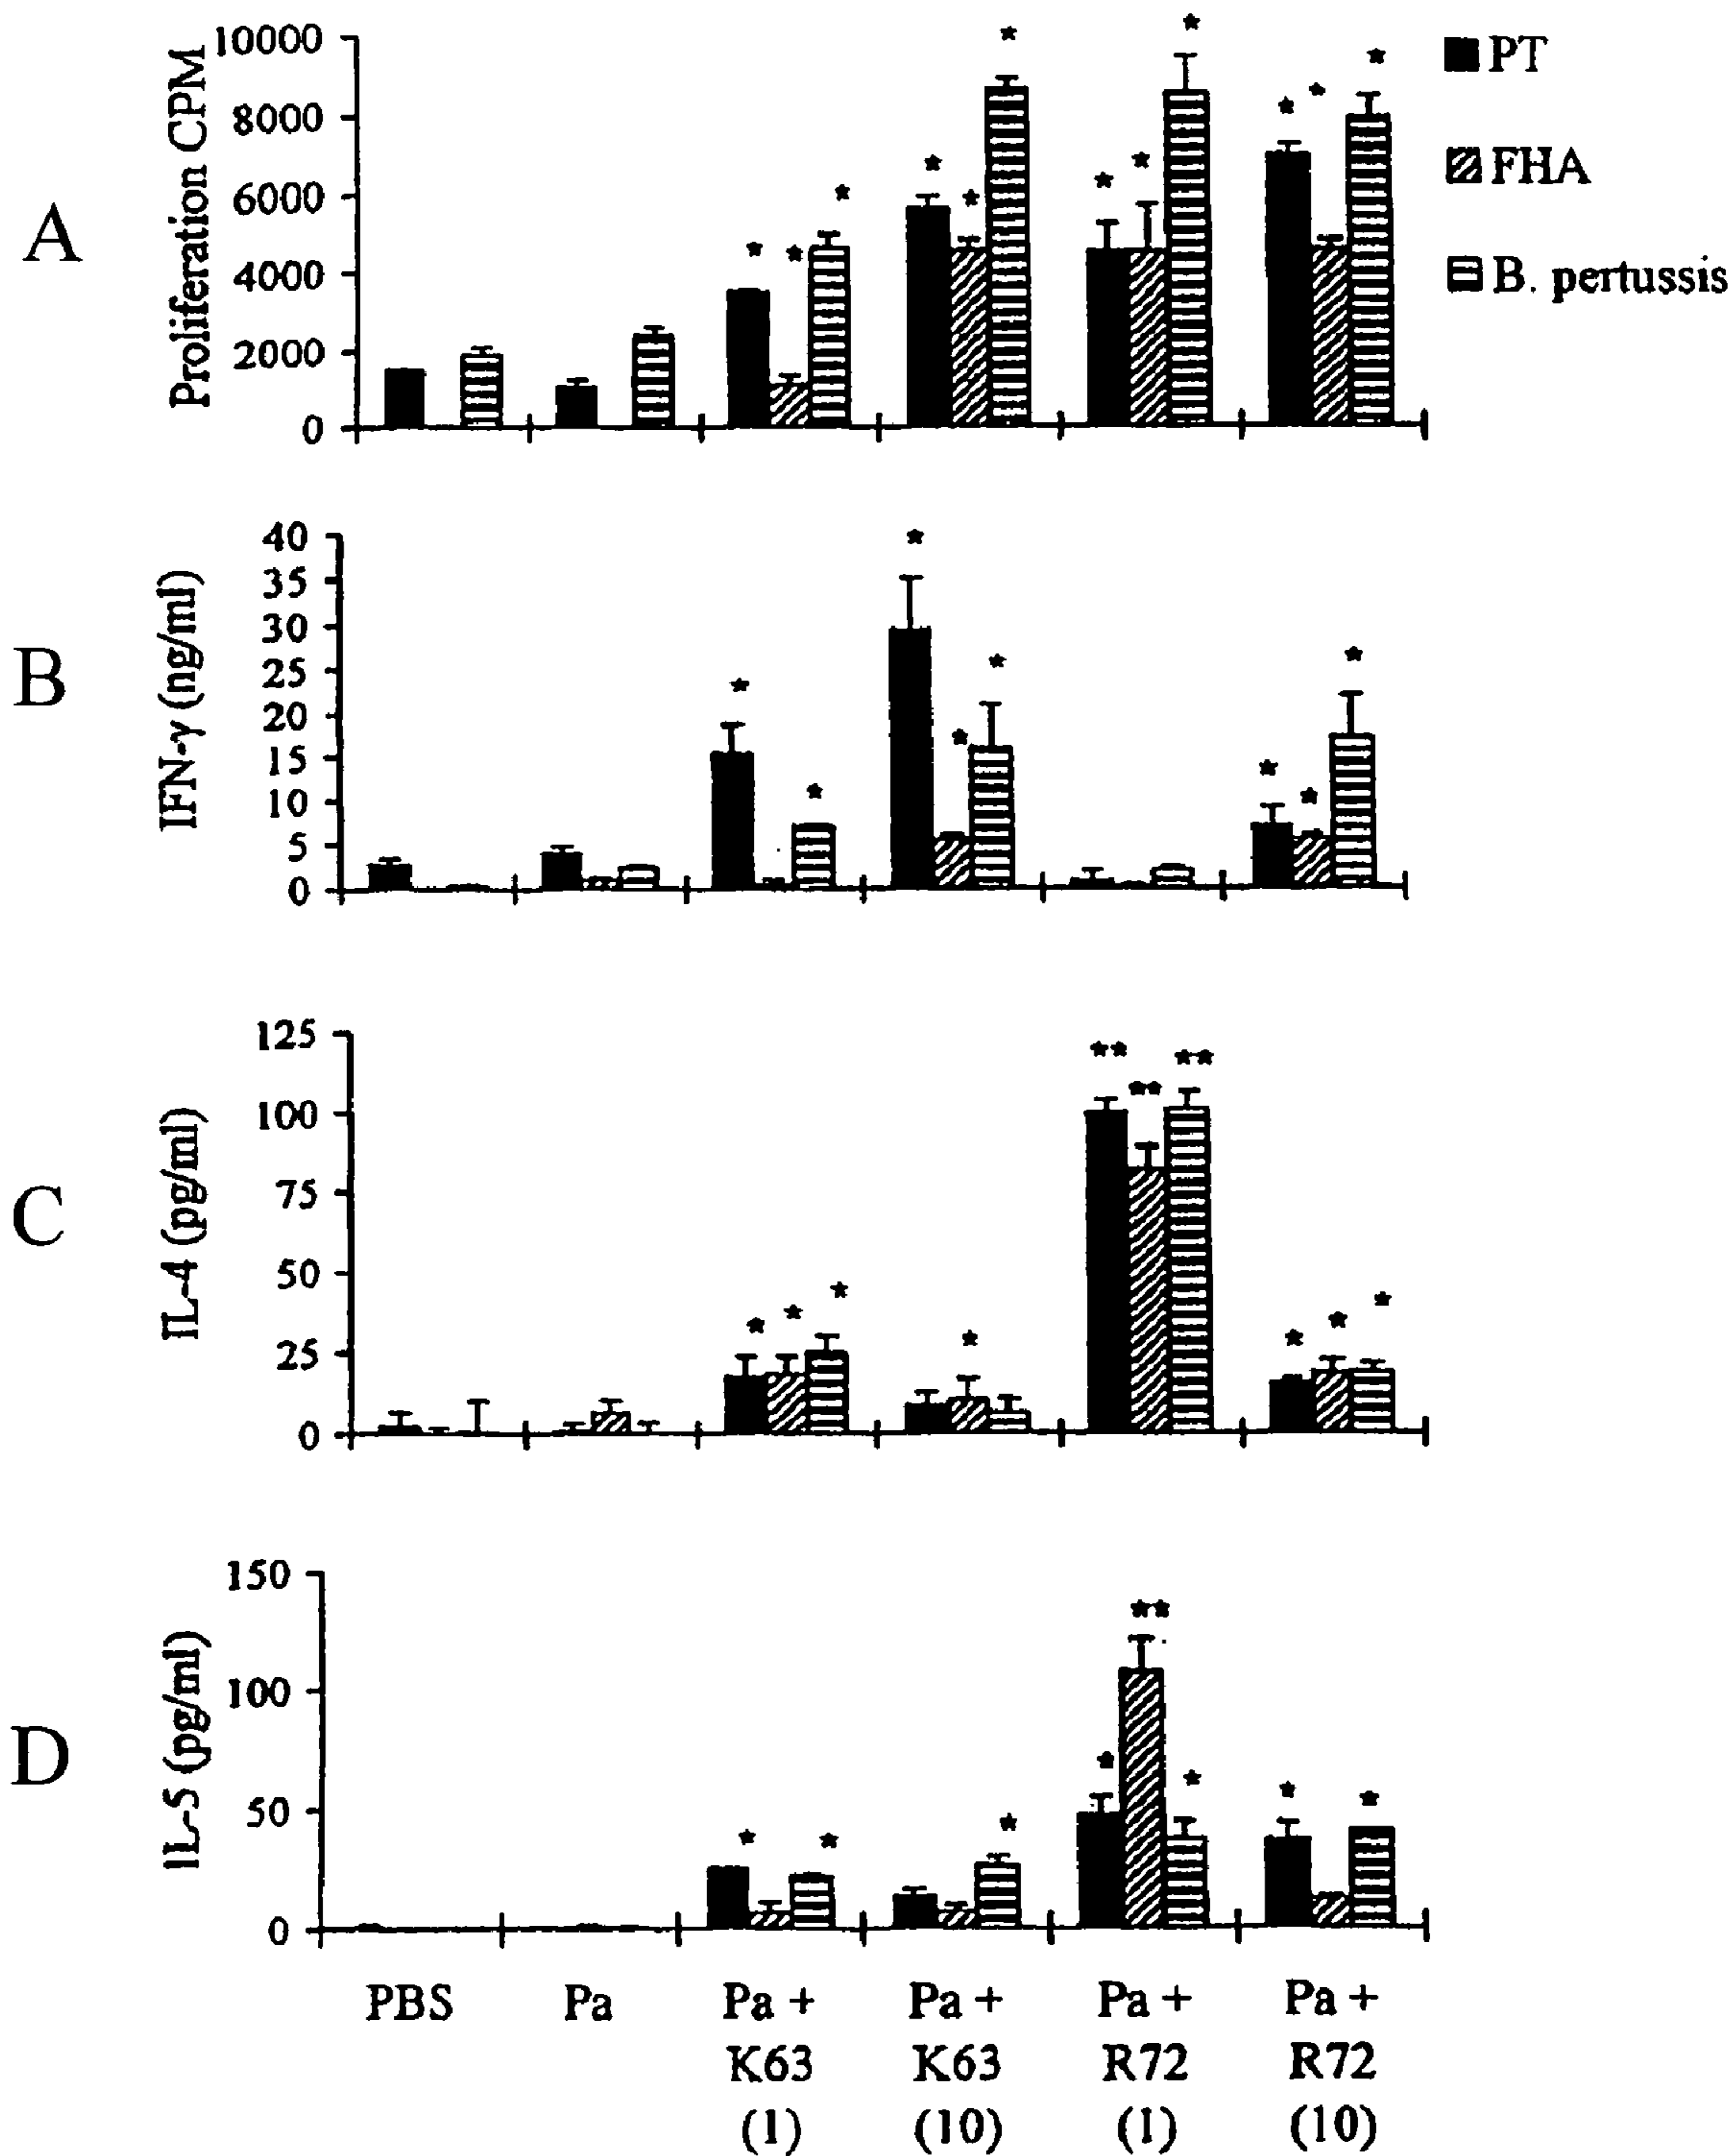 A
Proliferation CPM
10000
8000
6000
4000
2000
0
* * * * * * * * * * * *
PT
FHA
B. pertussis
B
IFN-γ (ng/ml)
40
35
30
25
20
15
10
5
0
* * * * * * * *
C
IL-4 (pg/ml)
125
100
75
50
25
0
* * * * ** ** ** * * *
D
IL-5 (pg/ml)
150
100
50
0
* * * * ** * * *
PBS
Pa
Pa +
K63
(1)
Pa +
K63
(10)
Pa +
R72
(1)
Pa +
R72
(10)